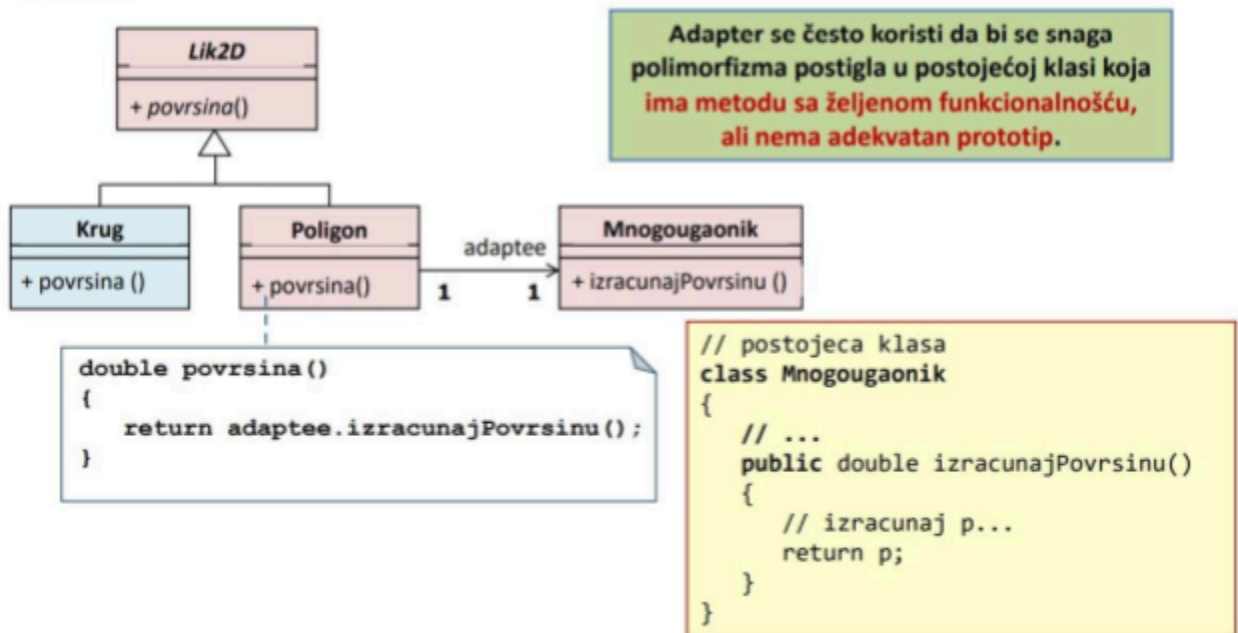 Lik2D
+ povrsina()
Adapter se često koristi da bi se snaga
polimorfizma postigla u postojećoj klasi koja
ima metodu sa željenom funkcionalnošću,
ali nema adekvatan prototip.
Krug
+ povrsina ()
Poligon
+ povrsina()
adaptee
1
1
Mnogougaonik
+ izracunajPovrsinu ()
double povrsina()
{
return adaptee.izracunajPovrsinu();
}
// postojeca klasa
class Mnogougaonik
{
// ...
public double izracunajPovrsinu()
{
// izracunaj p...
return p;
}
}